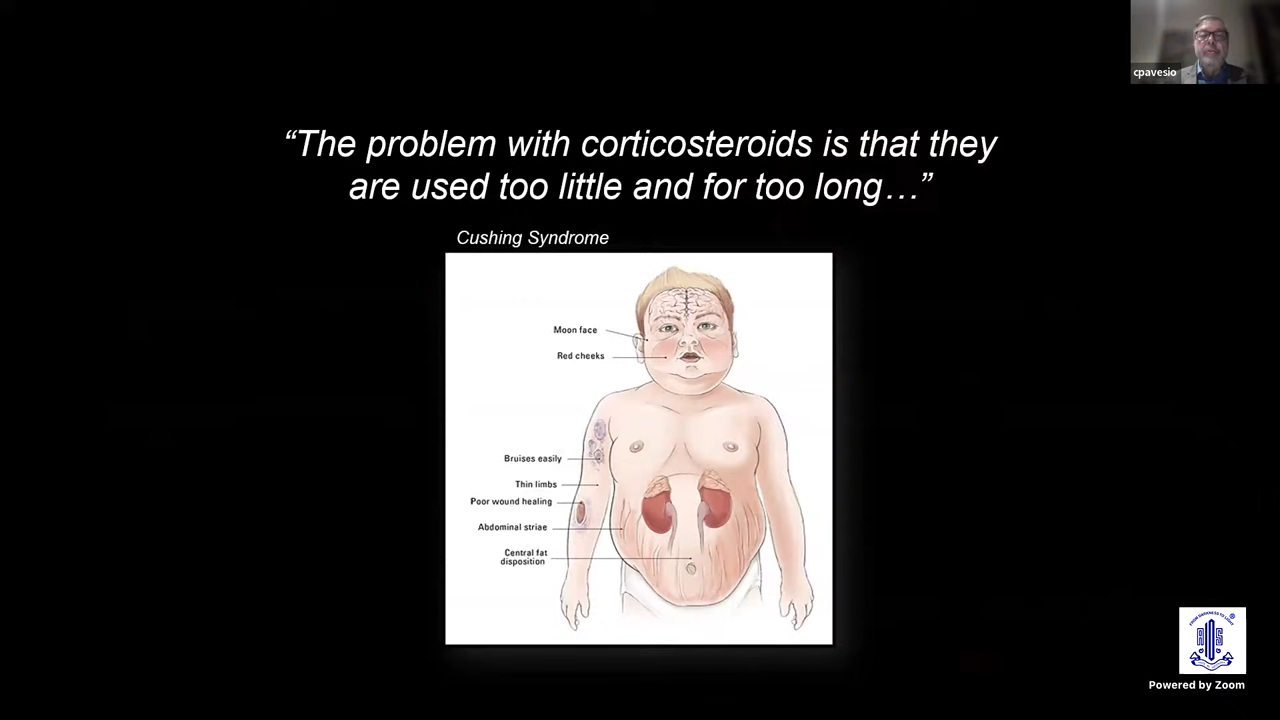 cpavesio
“The problem with corticosteroids is that they
are used too little and for too long…”
Cushing Syndrome
Moon face
Red cheeks
Bruises easily
Thin limbs
Poor wound healing
Abdominal striae
Central fat
disposition
Powered by Zoom